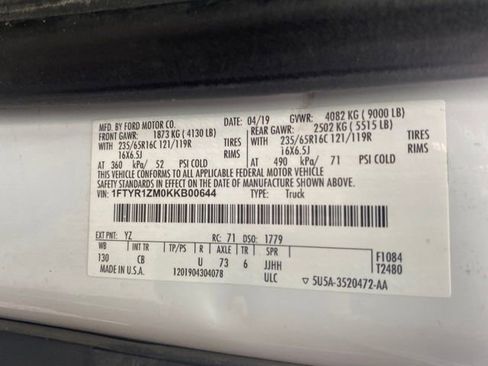 MFD. BY FORD MOTOR CO. 04/19 GVWR: 4082 KG ( 9000 LB)
FRONT GAWR: 1873 KG ( 4130 LB) REAR GAWR: 2502 KG ( 5515 LB)
WITH 235/65R16C 121/119R TIRES WITH 235/65R16C 121/119R TIRES
16X6.5J RIMS 16X6.5J RIMS
AT 360 kPa/ 52 PSI COLD AT 490 kPa/ 71 PSI COLD
THIS VEHICLE CONFORMS TO ALL APPLICABLE FEDERAL MOTOR VEHICLE
SAFETY STANDARDS IN EFFECT ON THE DATE OF MANUFACTURE SHOWN ABOVE.
VIN: 1FTYR1ZM0KKB00644 TYPE: Truck
EXT PNT: YZ RC: 71 DSO: 1779
WB INT TR TP/PS R AXLE TR SPR F1084
130 CB U 73 6 JJHH T2480
MADE IN U.S.A. 1201904304078 ULC 5U5A-3520472-AA